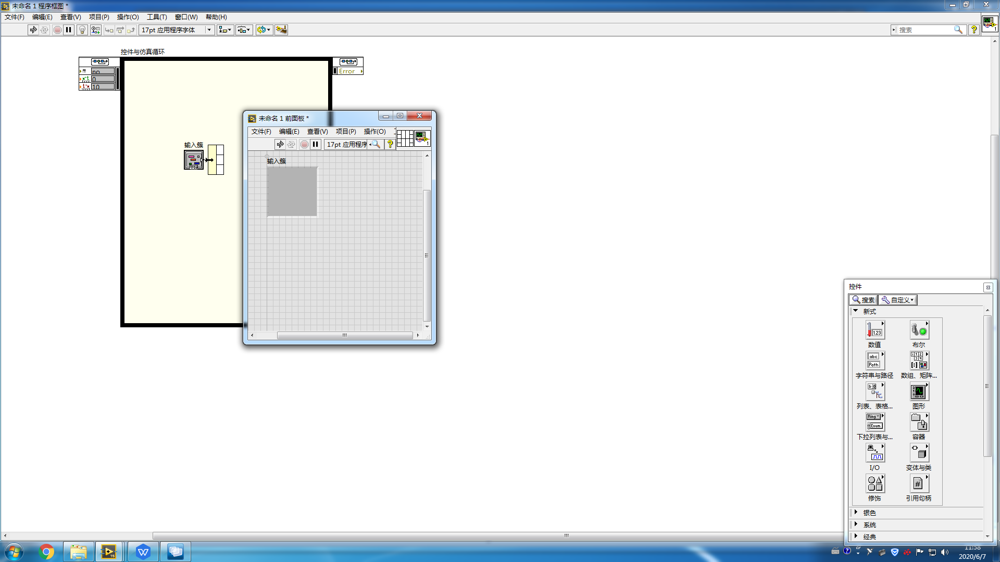 未命名 1 程序框图 *
文件(F) 编辑(E) 查看(V) 项目(P) 操作(O) 工具(T) 窗口(W) 帮助(H)
17pt 应用程序字体
搜索
?
1
控件与仿真循环
no
0
10
Error
输入簇
未命名 1 前面板 *
文件(F) 编辑(E) 查看(V) 项目(P) 操作(O)
17pt 应用程序
?
1
输入簇
控件
搜索 自定义
新式
1.23
数值 布尔
abc
Path
字符串与路径 数组、矩阵...
列表、表格... 图形
Ring
Enum
下拉列表与... 容器
I/O 变体与类
#
修饰 引用句柄
银色
系统
经典
11:58
2020/6/7